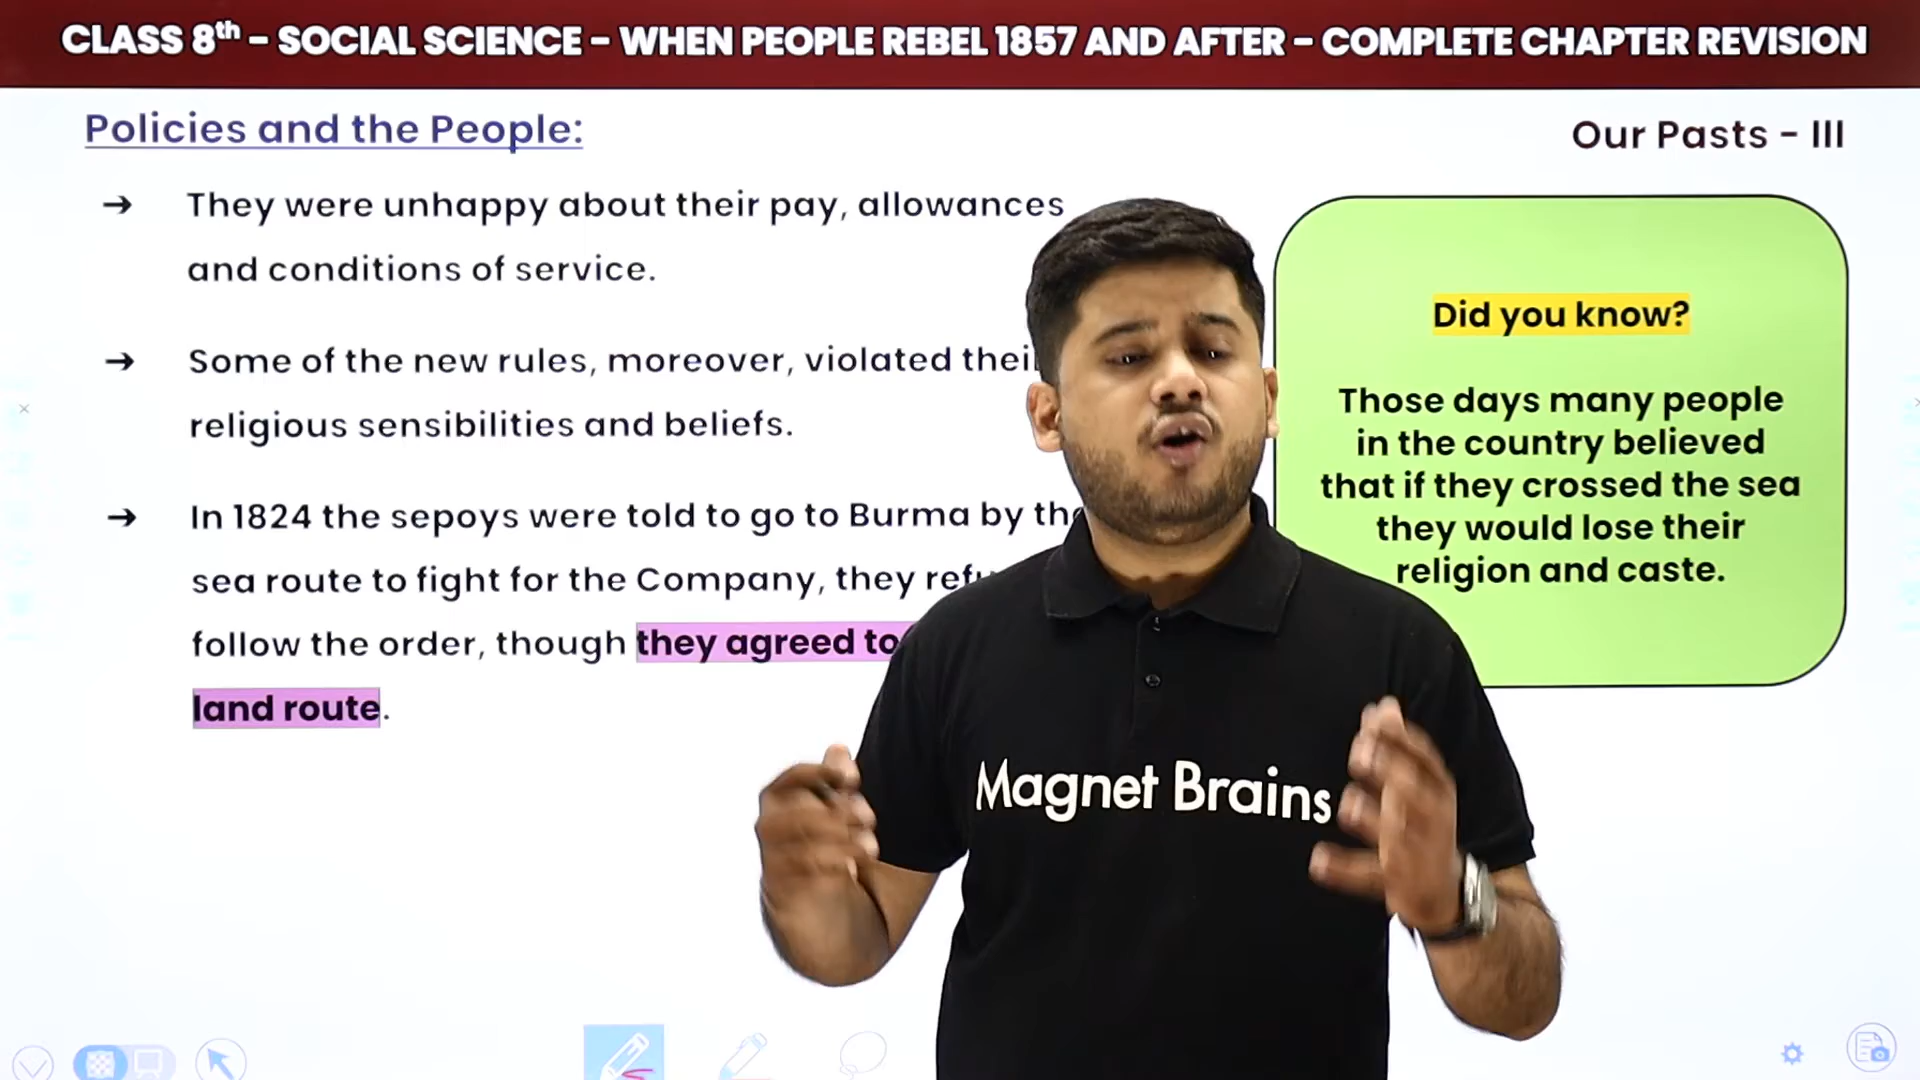 CLASS 8th – SOCIAL SCIENCE – WHEN PEOPLE REBEL 1857 AND AFTER – COMPLETE CHAPTER REVISION
Policies and the People:
Our Pasts – III
➔ They were unhappy about their pay, allowances
and conditions of service.
➔ Some of the new rules, moreover, violated
religious sensibilities and beliefs.
➔ In 1824 the sepoys were told to go to Burma by
sea route to fight for the Company, they
follow the order, though they agreed to
land route.
Did you know?
Those days many people
in the country believed
that if they crossed the sea
they would lose their
religion and caste.
Magnet Brains